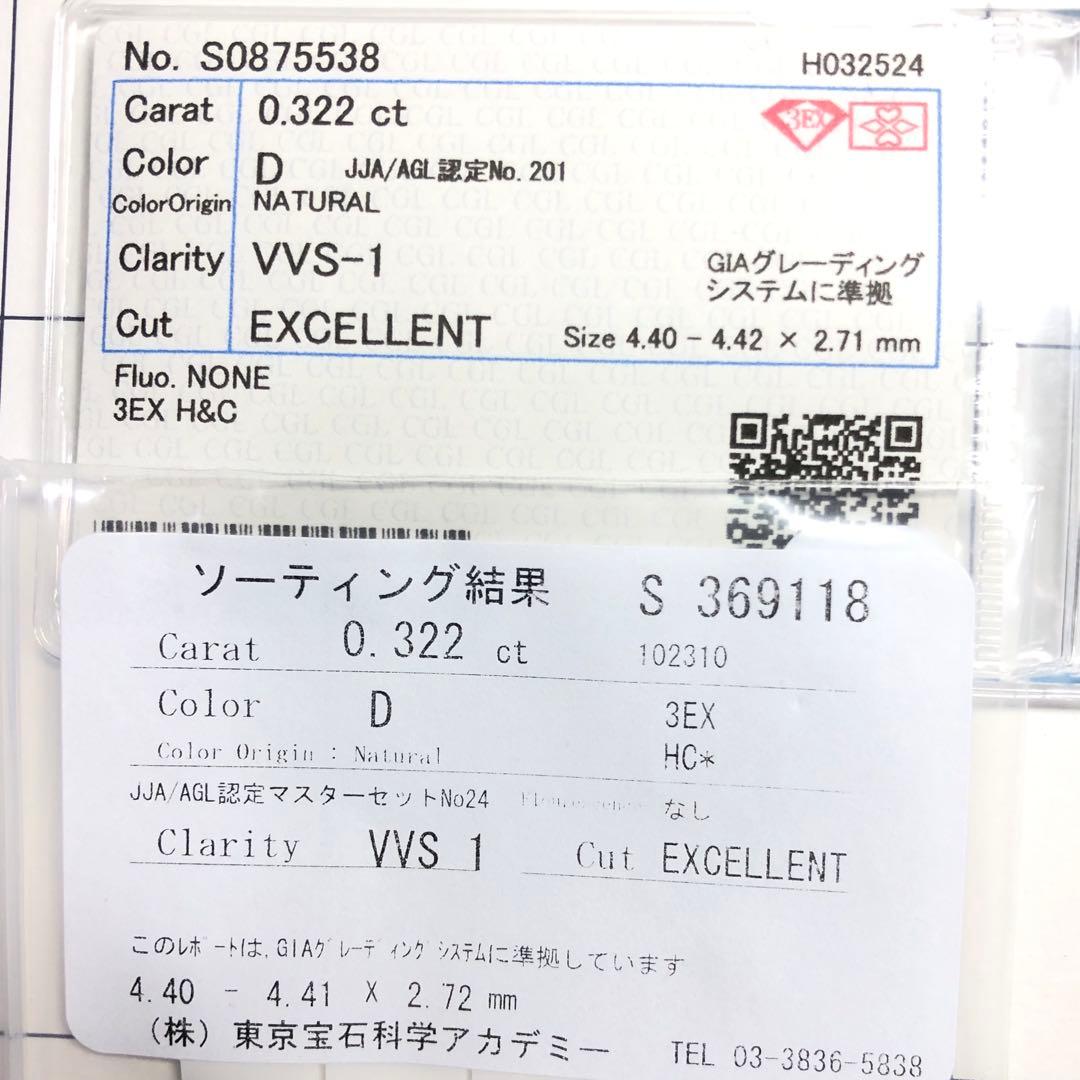 No. S0875538 H032524
Carat 0.322 ct 3EX
Color D JJA/AGL認定No. 201
ColorOrigin NATURAL
Clarity VVS-1 GIAグレーディング
システムに準拠
Cut EXCELLENT Size 4.40 - 4.42 × 2.71 mm
Fluo. NONE
3EX H&C
ソーティング結果 S 369118
Carat 0.322 ct 102310
Color D 3EX
Color Origin : Natural HC*
JJA/AGL認定マスターセットNo24 Flourescence なし
Clarity VVS 1 Cut EXCELLENT
このレポートは,GIAグレーディングシステムに準拠しています
4.40 - 4.41 X 2.72 mm
(株) 東京宝石科学アカデミー TEL 03-3836-5838